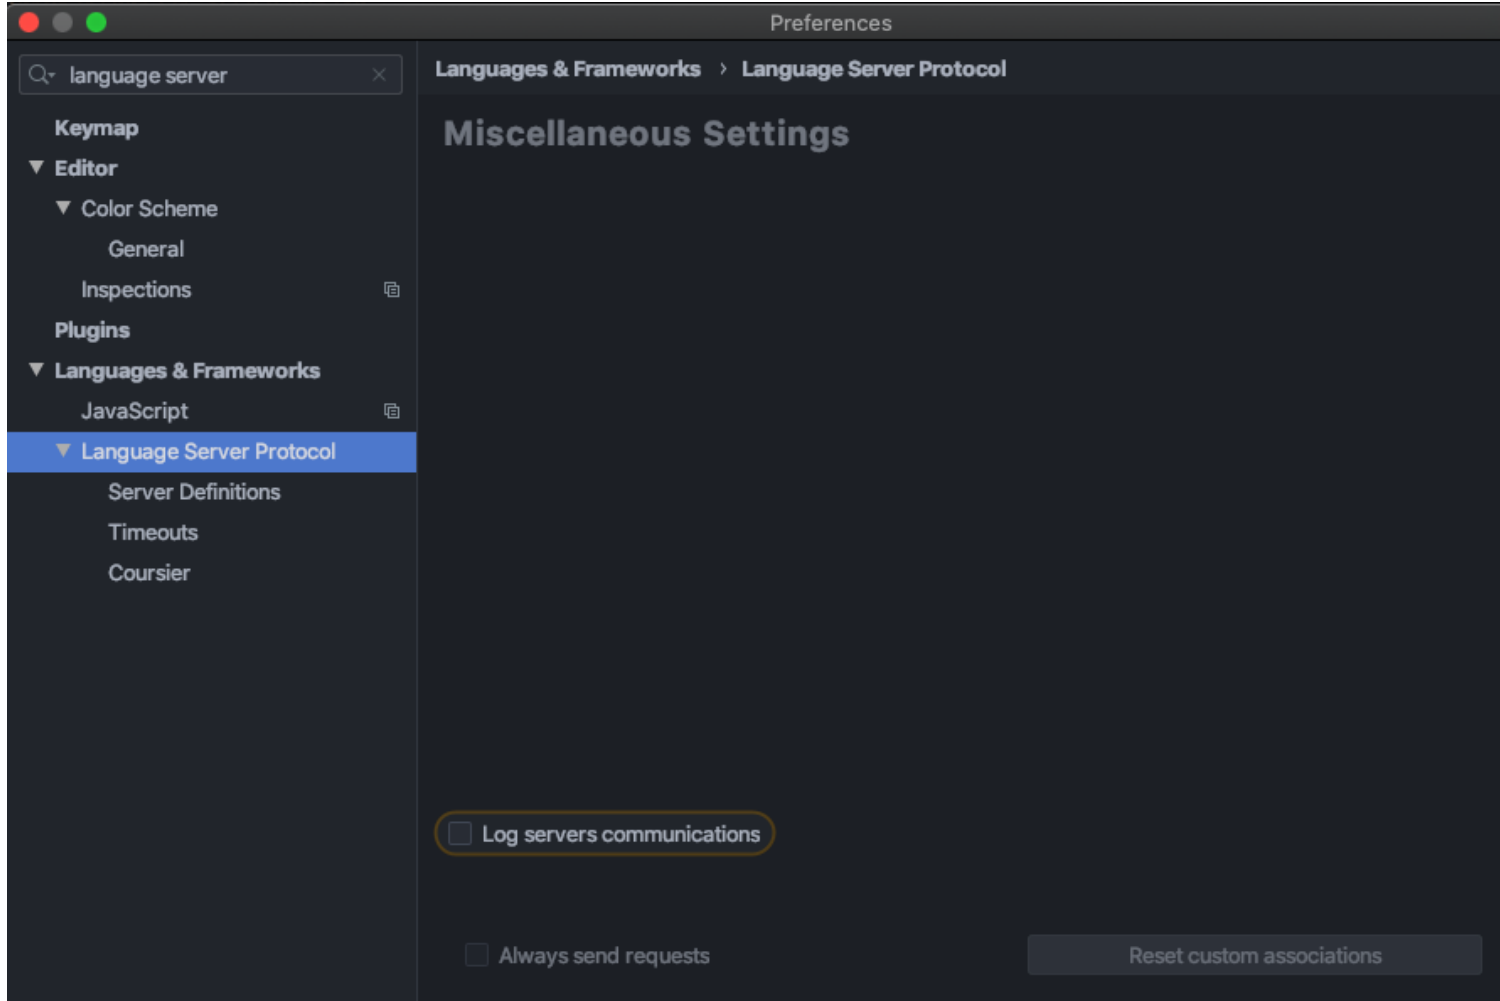 Preferences
language server
Keymap
Editor
Color Scheme
General
Inspections
Plugins
Languages & Frameworks
JavaScript
Language Server Protocol
Server Definitions
Timeouts
Coursier
Languages & Frameworks › Language Server Protocol
Miscellaneous Settings
Log servers communications
Always send requests
Reset custom associations